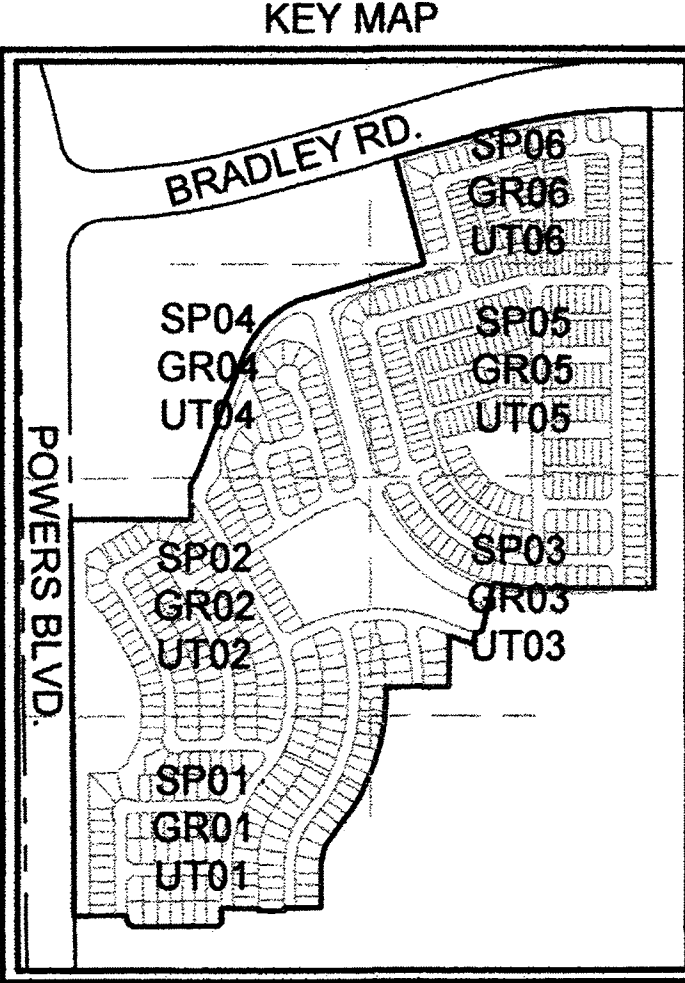 KEY MAP
BRADLEY RD.
SP06
GR06
UT06
SP04
GR04
UT04
SP05
GR05
UT05
POWERS BLVD.
SP02
GR02
UT02
SP03
GR03
UT03
SP01
GR01
UT01